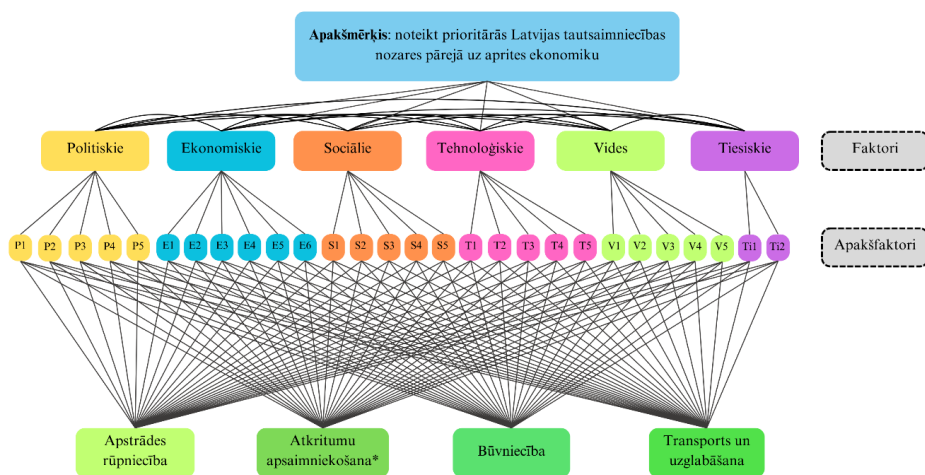 Apakšmērķis: noteikt prioritārās Latvijas tautsaimniecības
nozares pārejā uz aprites ekonomiku
Politiskie Ekonomiskie Sociālie Tehnoloģiskie Vides Tiesiskie Faktori
P1 P2 P3 P4 P5 E1 E2 E3 E4 E5 E6 S1 S2 S3 S4 S5 T1 T2 T3 T4 T5 V1 V2 V3 V4 V5 Ti1 Ti2 Apakšfaktori
Apstrādes
rūpniecība
Atkritumu
apsaimniekošana*
Būvniecība
Transports un
uzglabāšana